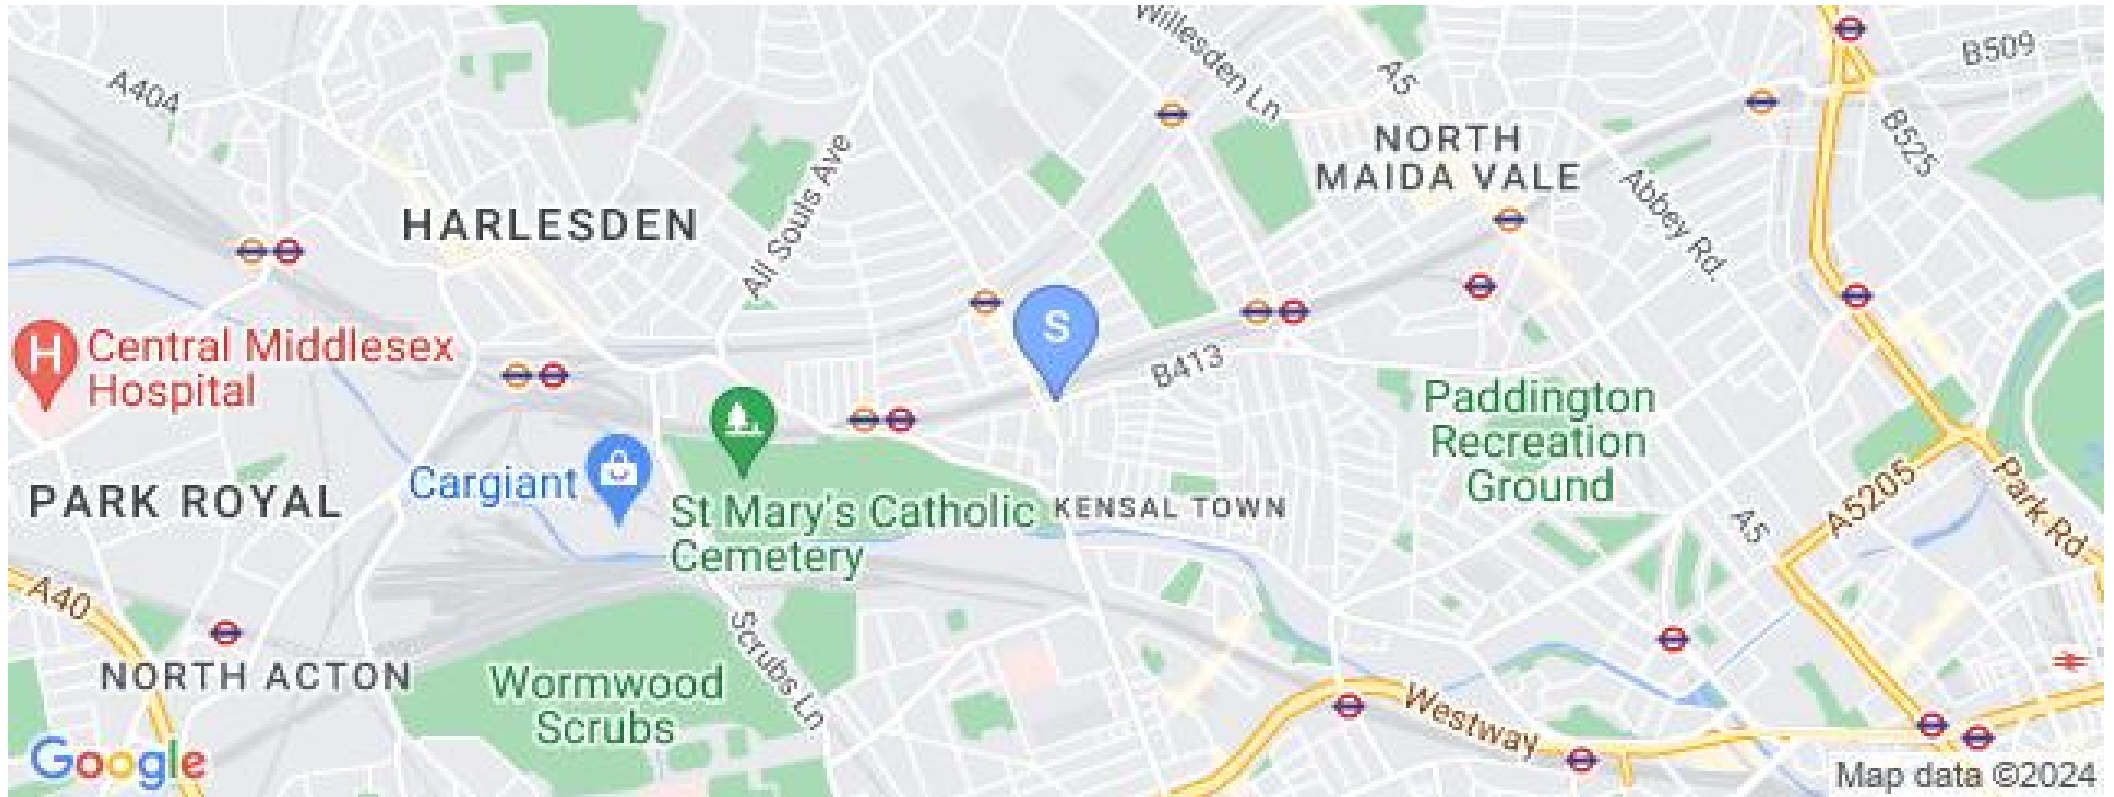 Willesden Ln
A5
B509
A404
NORTH
MAIDA VALE
B525
All Souls Ave
Abbey Rd
HARLESDEN
S
H
Central Middlesex
Hospital
B413
Paddington
Recreation
Ground
Cargiant
PARK ROYAL
St Mary's Catholic
Cemetery
KENSAL TOWN
A5
A5205
Park Rd
A40
Scrubs Ln
NORTH ACTON
Wormwood
Scrubs
Westway
Google
Map data ©2024